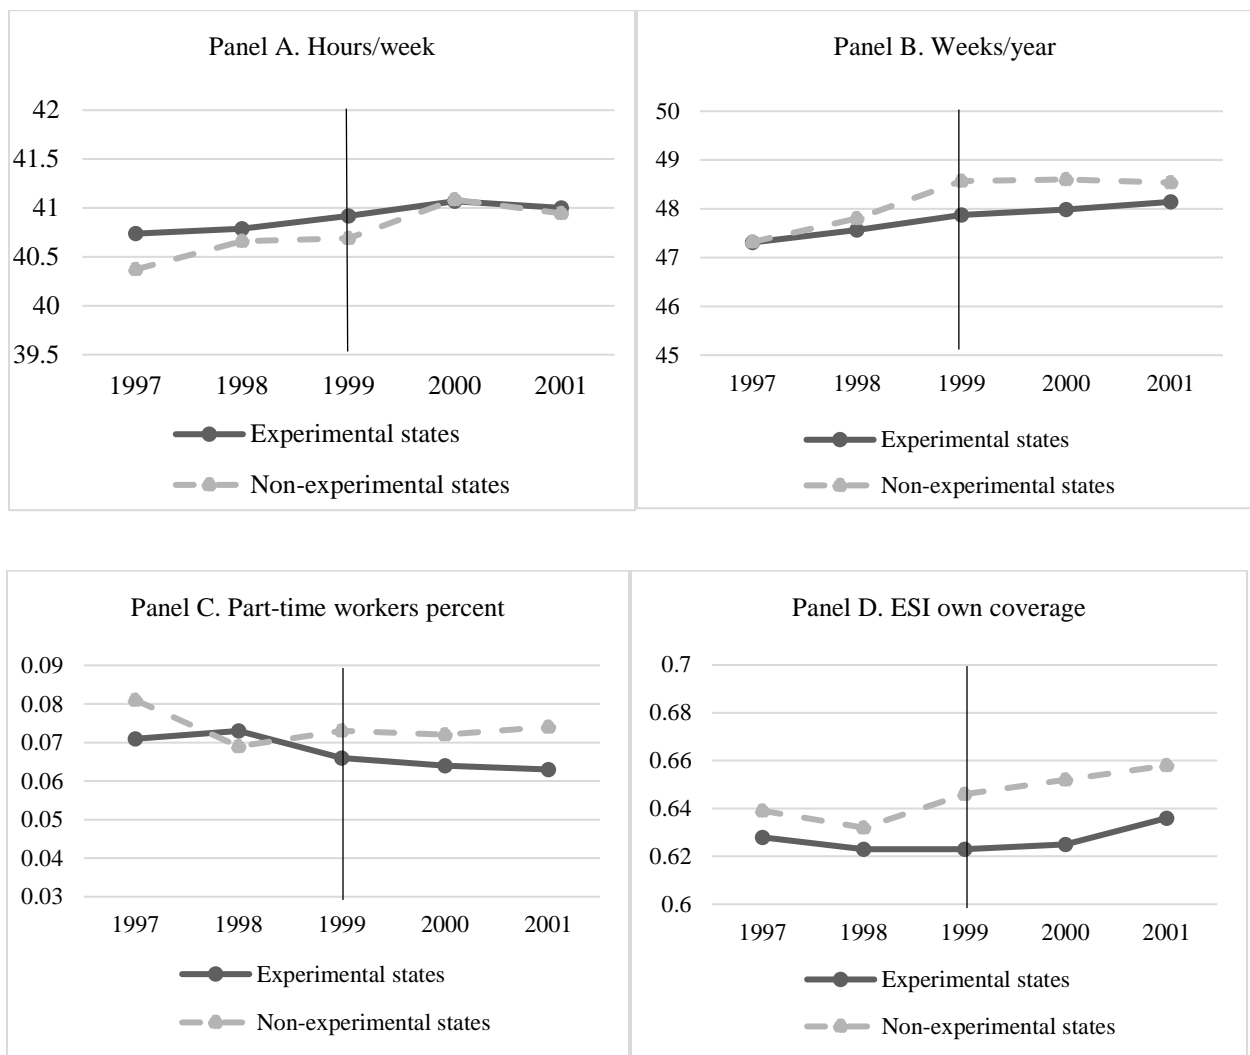 Panel A. Hours/week
42
41.5
41
40.5
40
39.5
1997 1998 1999 2000 2001
Experimental states
Non-experimental states
Panel B. Weeks/year
50
49
48
47
46
45
1997 1998 1999 2000 2001
Experimental states
Non-experimental states
Panel C. Part-time workers percent
0.09
0.08
0.07
0.06
0.05
0.04
0.03
1997 1998 1999 2000 2001
Experimental states
Non-experimental states
Panel D. ESI own coverage
0.7
0.68
0.66
0.64
0.62
0.6
1997 1998 1999 2000 2001
Experimental states
Non-experimental states